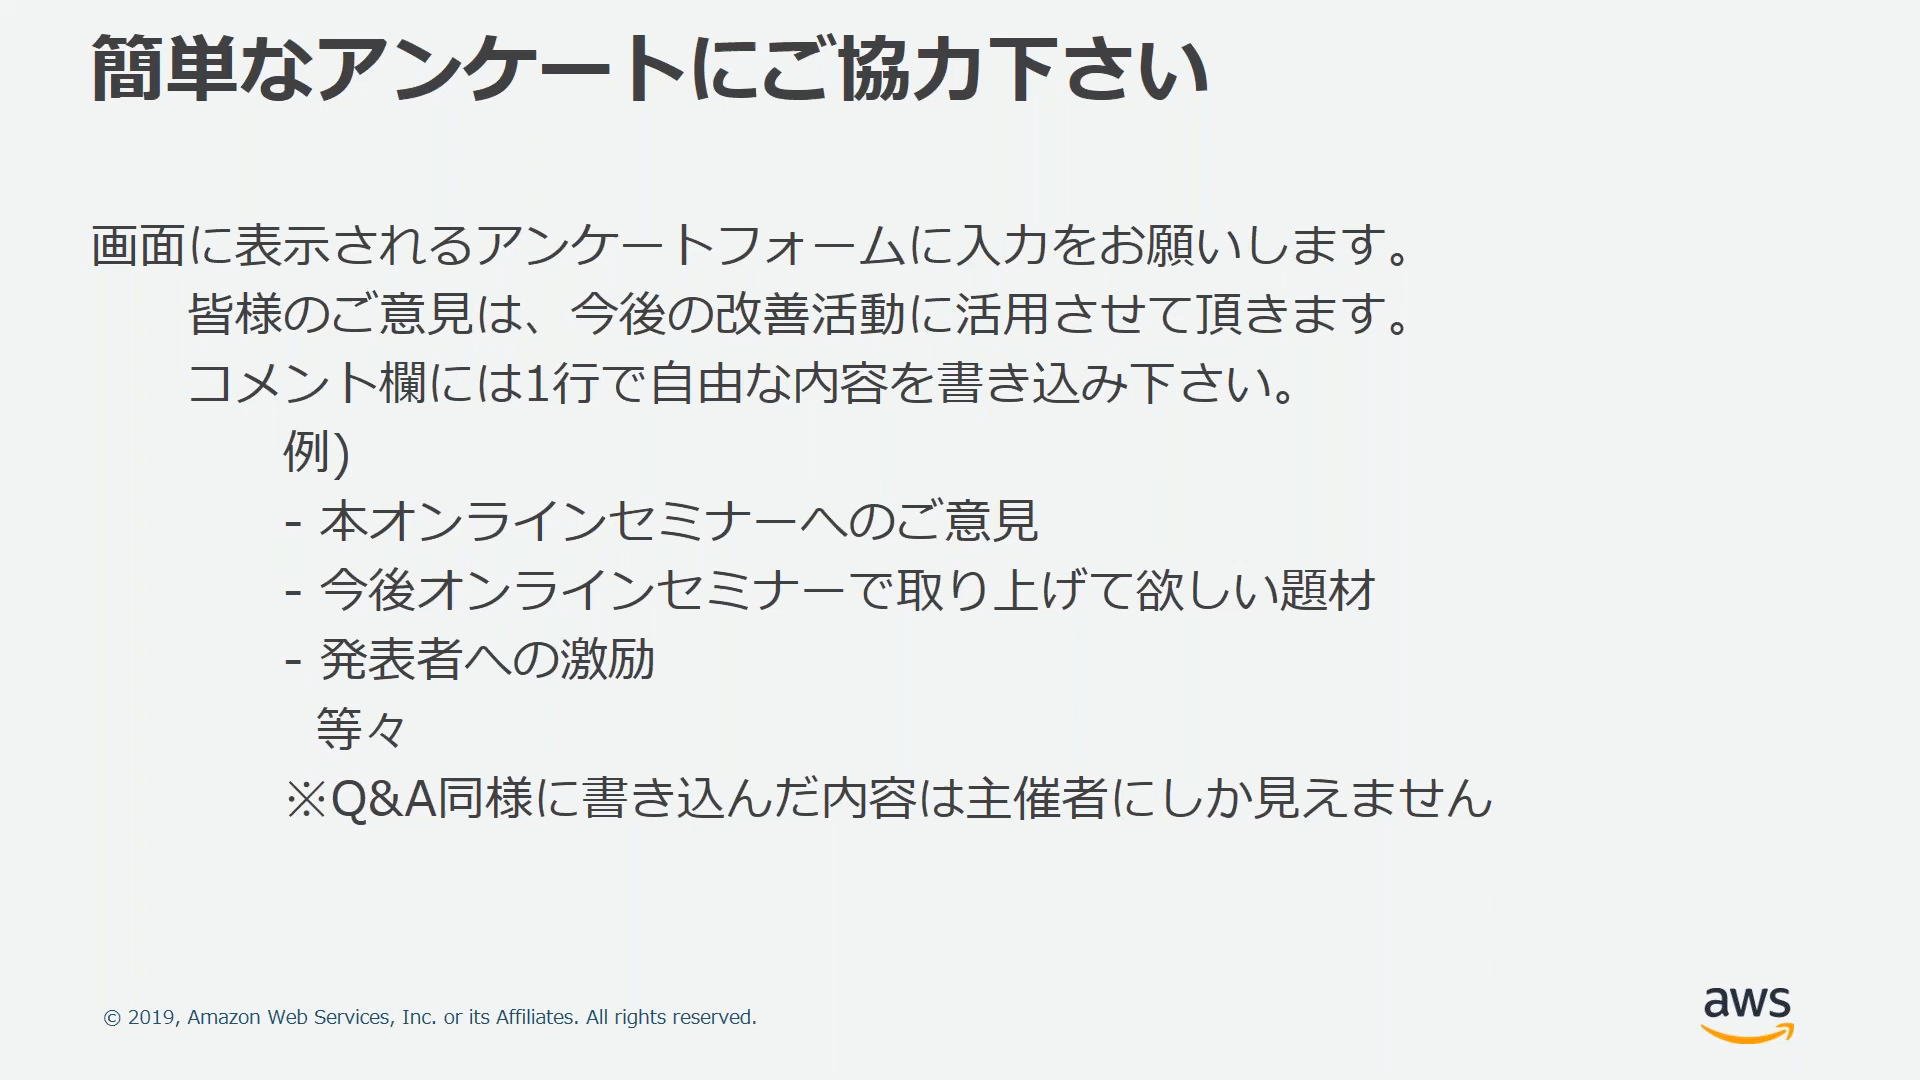 簡単なアンケートにご協力下さい
画面に表示されるアンケートフォームに入力をお願いします。
皆様のご意見は、今後の改善活動に活用させて頂きます。
コメント欄には1行で自由な内容を書き込み下さい。
例)
- 本オンラインセミナーへのご意見
- 今後オンラインセミナーで取り上げて欲しい題材
- 発表者への激励
等々
※Q&A同様に書き込んだ内容は主催者にしか見えません
© 2019, Amazon Web Services, Inc. or its Affiliates. All rights reserved.
aws